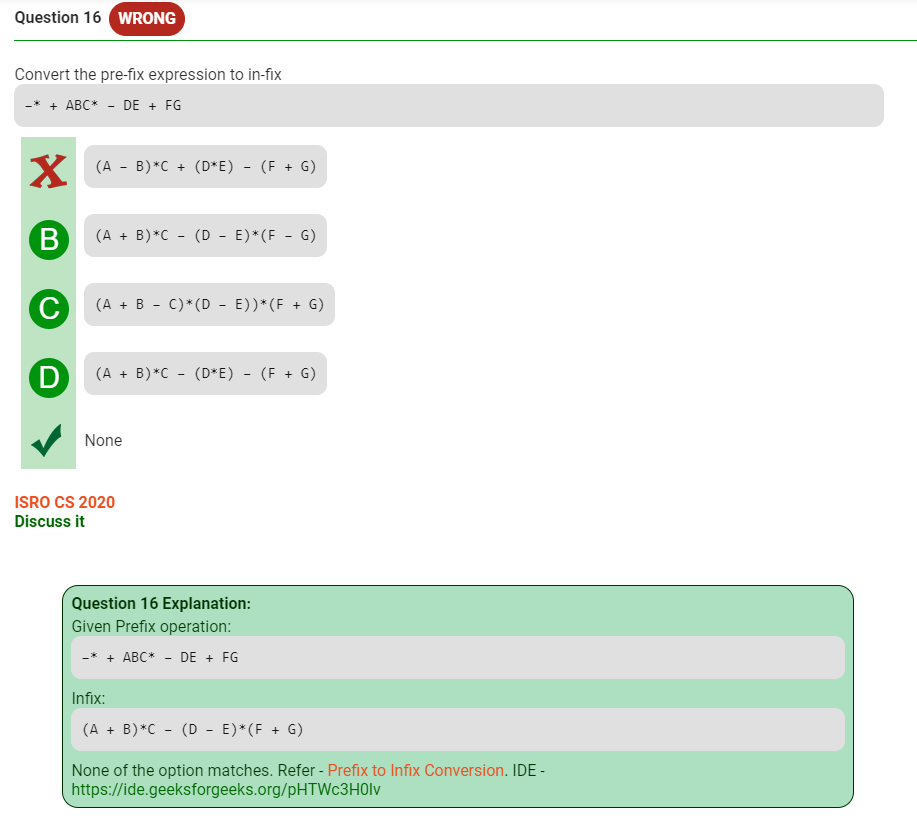 Question 16 WRONG
Convert the pre-fix expression to in-fix
-* + ABC* - DE + FG
X (A - B)*C + (D*E) - (F + G)
B (A + B)*C - (D - E)*(F - G)
C (A + B - C)*(D - E))*(F + G)
D (A + B)*C - (D*E) - (F + G)
None
ISRO CS 2020
Discuss it
Question 16 Explanation:
Given Prefix operation:
-* + ABC* - DE + FG
Infix:
(A + B)*C - (D - E)*(F + G)
None of the option matches. Refer - Prefix to Infix Conversion. IDE -
https://ide.geeksforgeeks.org/pHTWc3H0lv